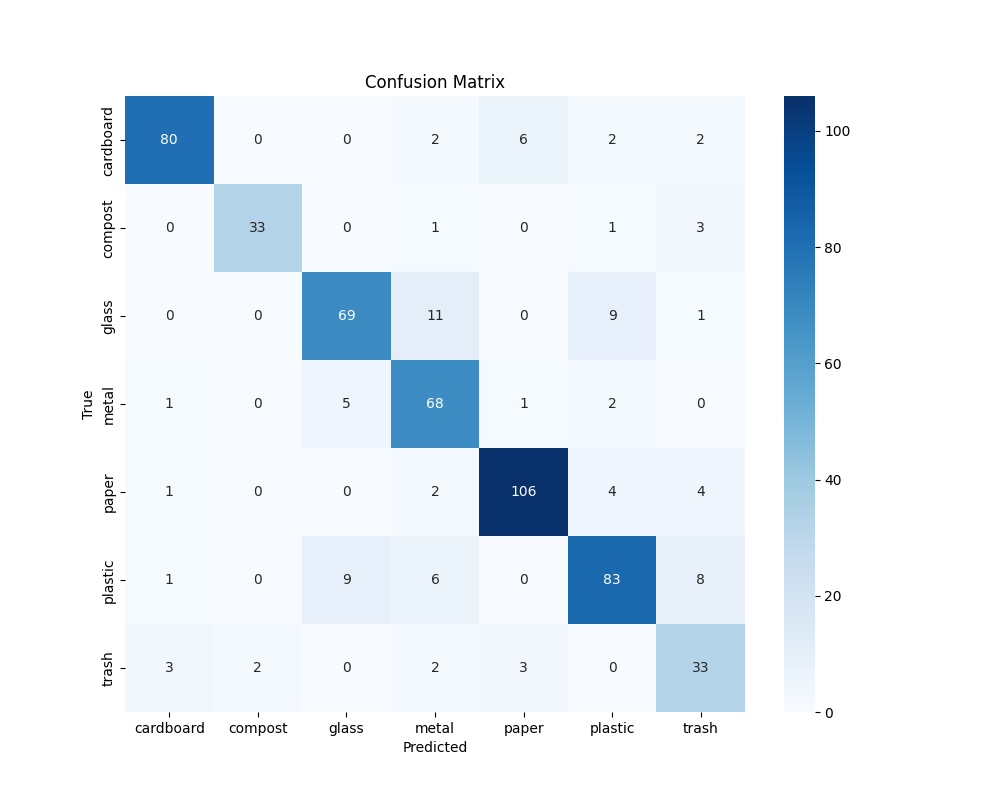 Confusion Matrix
cardboard 80 0 0 2 6 2 2
compost 0 33 0 1 0 1 3
glass 0 0 69 11 0 9 1
metal 1 0 5 68 1 2 0
paper 1 0 0 2 106 4 4
plastic 1 0 9 6 0 83 8
trash 3 2 0 2 3 0 33
True
cardboard compost glass metal paper plastic trash
Predicted
100
80
60
40
20
0